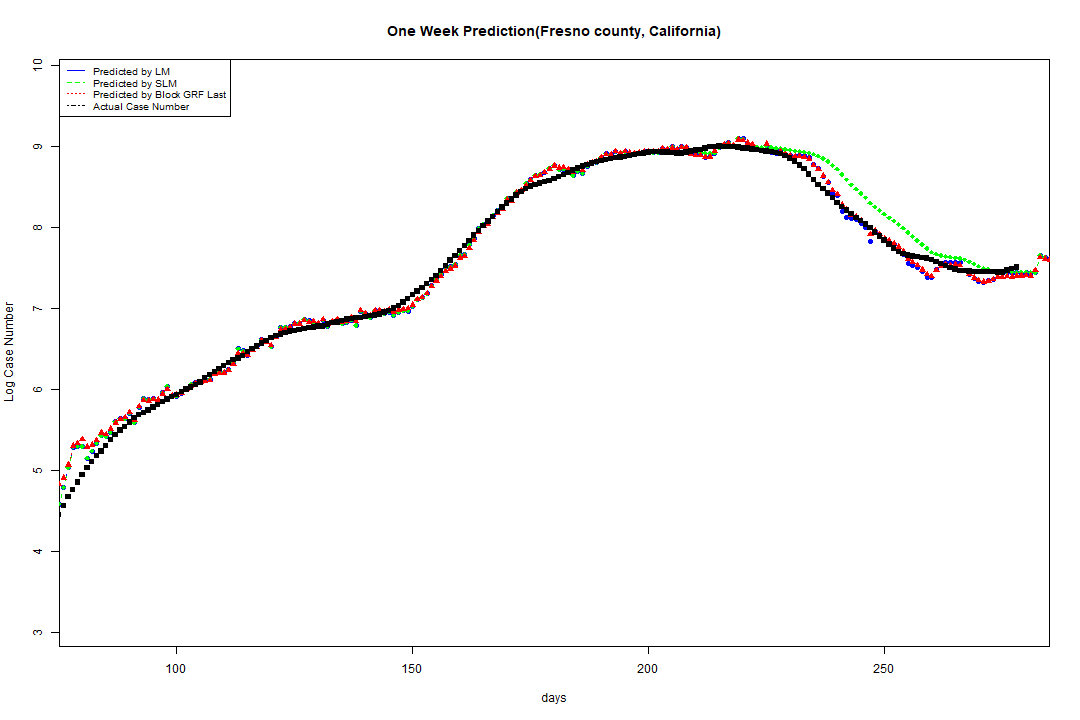 One Week Prediction(Fresno county, California)
Predicted by LM
Predicted by SLM
Predicted by Block GRF Last
Actual Case Number
10
9
8
7
6
5
4
3
Log Case Number
100 150 200 250
days